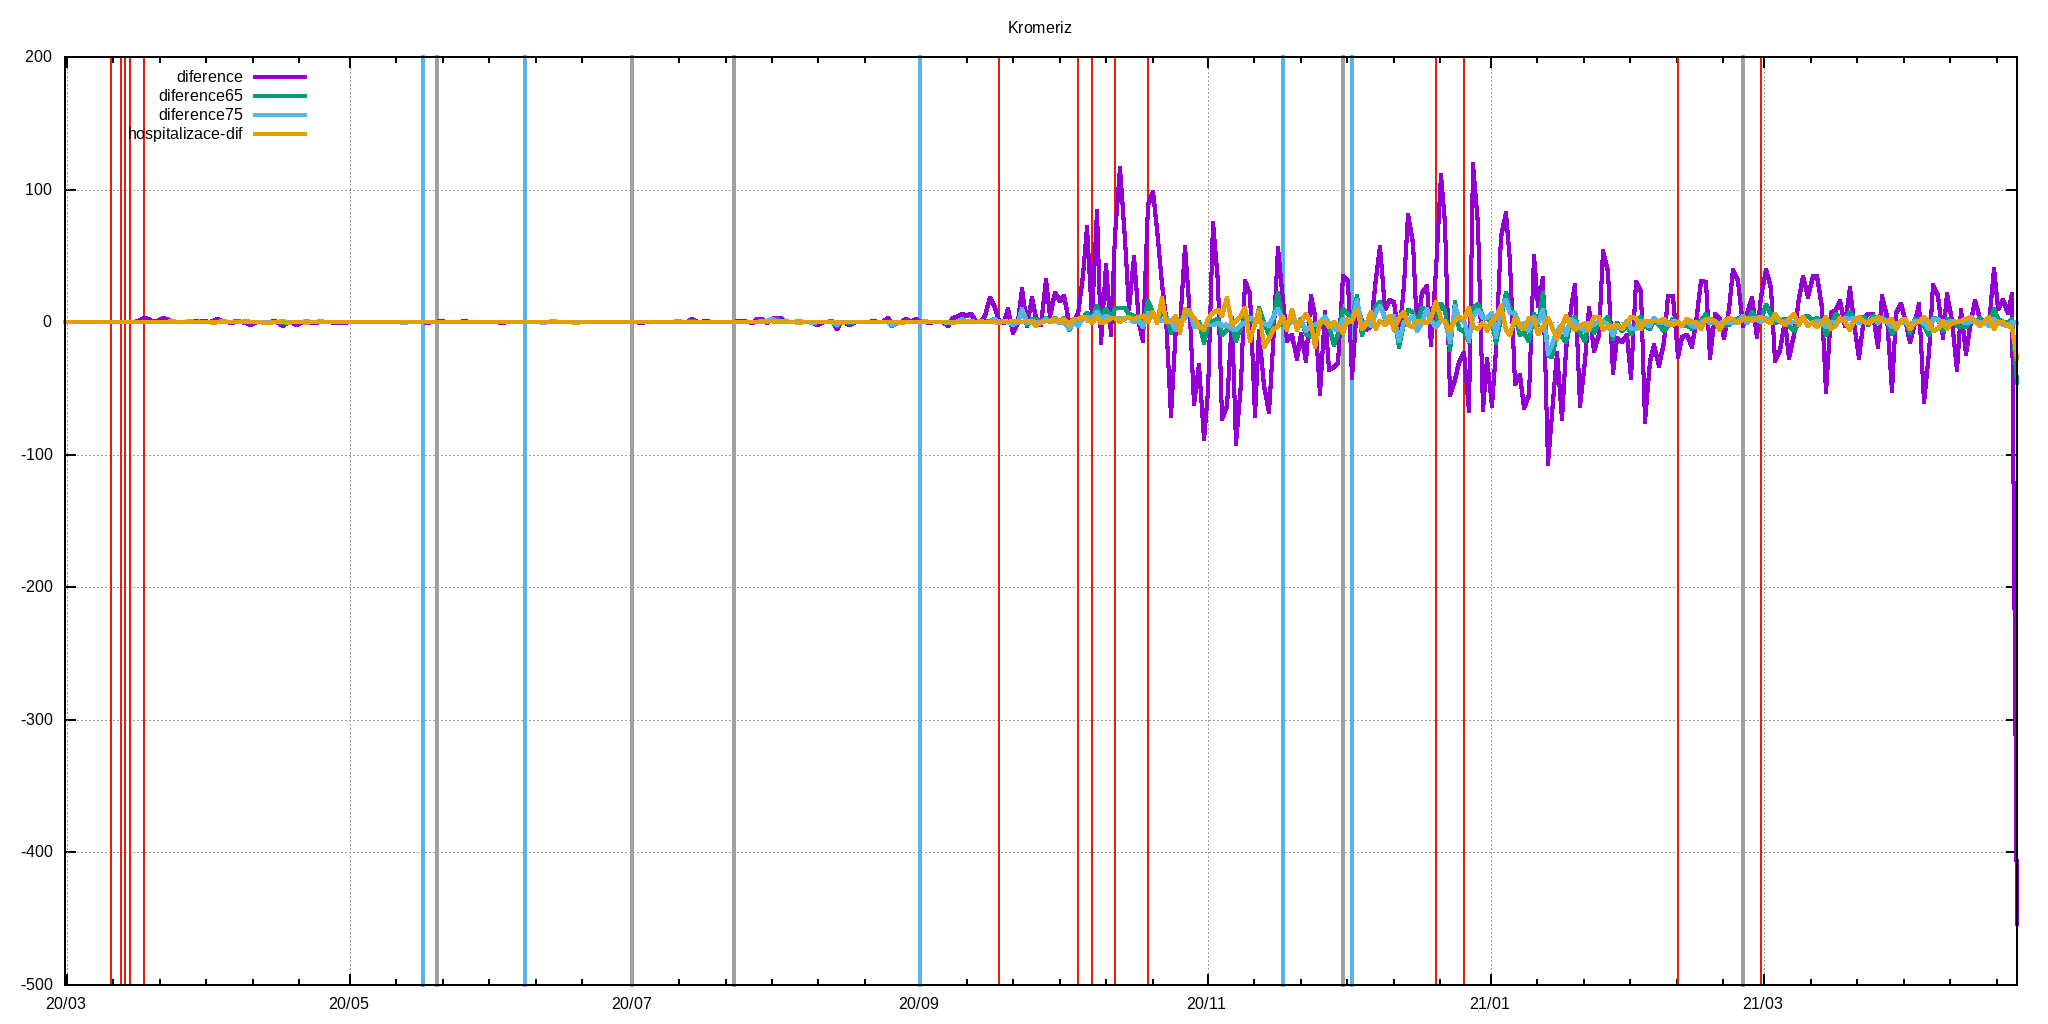 Kromeriz
200
diference
diference65
diference75
hospitalizace-dif
100
0
-100
-200
-300
-400
-500
20/03 20/05 20/07 20/09 20/11 21/01 21/03